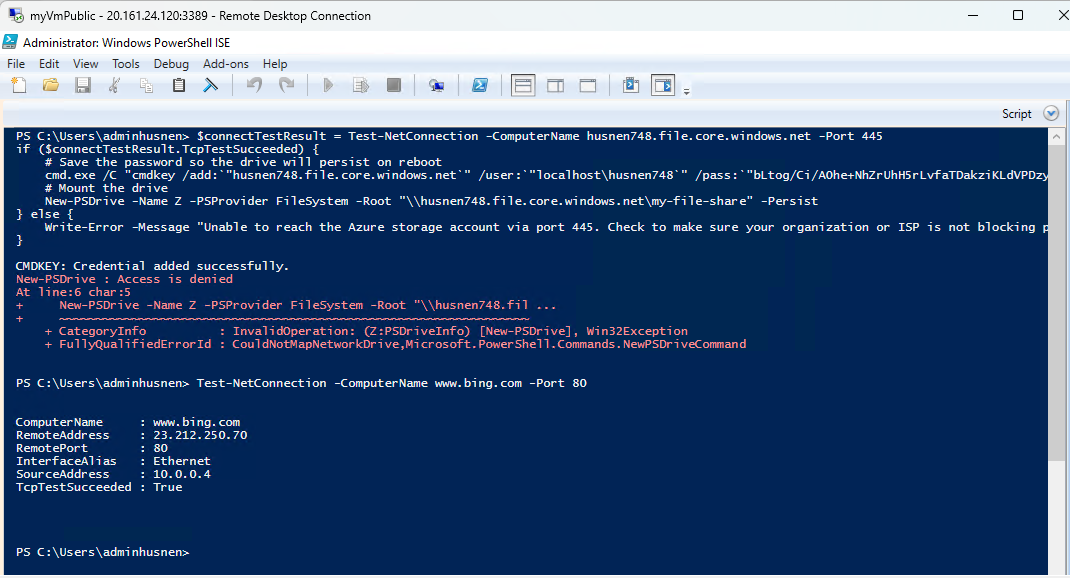 myVmPublic - 20.161.24.120:3389 - Remote Desktop Connection
Administrator: Windows PowerShell ISE
File Edit View Tools Debug Add-ons Help
Script
PS C:\Users\adminhusnen> $connectTestResult = Test-NetConnection -ComputerName husnen748.file.core.windows.net -Port 445
if ($connectTestResult.TcpTestSucceeded) {
    # Save the password so the drive will persist on reboot
    cmd.exe /C "cmdkey /add:`"husnen748.file.core.windows.net`" /user:`"localhost\husnen748`" /pass:`"bLtog/Ci/AOhe+NhZrUhH5rLvfaTDakziKLdVPDzy
    # Mount the drive
    New-PSDrive -Name Z -PSProvider FileSystem -Root "\\husnen748.file.core.windows.net\my-file-share" -Persist
} else {
    Write-Error -Message "Unable to reach the Azure storage account via port 445. Check to make sure your organization or ISP is not blocking p
}
CMDKEY: Credential added successfully.
New-PSDrive : Access is denied
At line:6 char:5
+     New-PSDrive -Name Z -PSProvider FileSystem -Root "\\husnen748.fil ...
+     ~~~~~~~~~~~~~~~~~~~~~~~~~~~~~~~~~~~~~~~~~~~~~~~~~~~~~~~~~~~~~~~~~
    + CategoryInfo          : InvalidOperation: (Z:PSDriveInfo) [New-PSDrive], Win32Exception
    + FullyQualifiedErrorId : CouldNotMapNetworkDrive,Microsoft.PowerShell.Commands.NewPSDriveCommand
PS C:\Users\adminhusnen> Test-NetConnection -ComputerName www.bing.com -Port 80
ComputerName     : www.bing.com
RemoteAddress    : 23.212.250.70
RemotePort       : 80
InterfaceAlias   : Ethernet
SourceAddress    : 10.0.0.4
TcpTestSucceeded : True
PS C:\Users\adminhusnen>